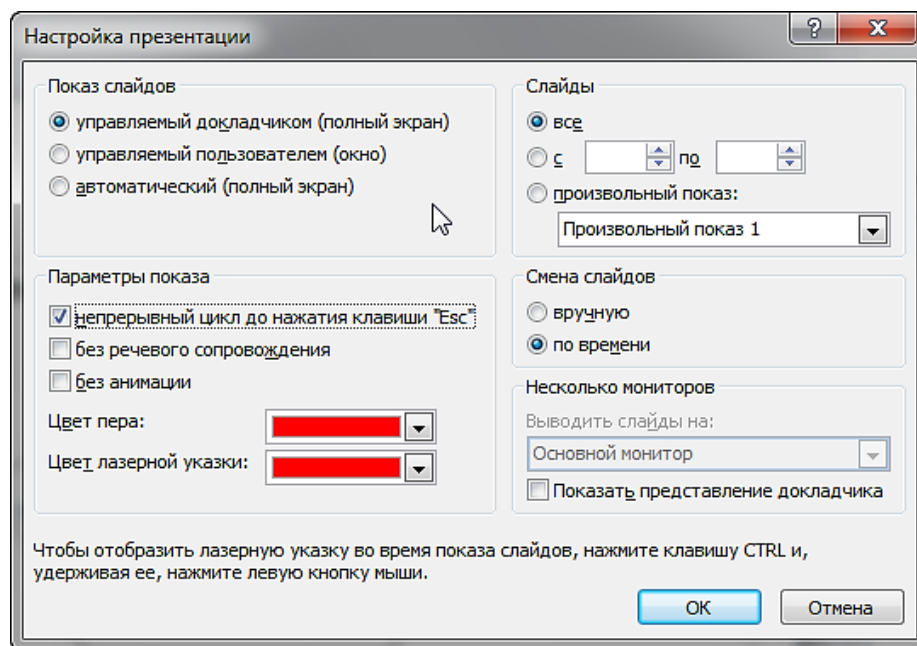 Настройка презентации
Показ слайдов
управляемый докладчиком (полный экран)
управляемый пользователем (окно)
автоматический (полный экран)
Слайды
все
с по
произвольный показ:
Произвольный показ 1
Параметры показа
непрерывный цикл до нажатия клавиши "Esc"
без речевого сопровождения
без анимации
Цвет пера:
Цвет лазерной указки:
Смена слайдов
вручную
по времени
Несколько мониторов
Выводить слайды на:
Основной монитор
Показать представление докладчика
Чтобы отобразить лазерную указку во время показа слайдов, нажмите клавишу CTRL и,
удерживая ее, нажмите левую кнопку мыши.
ОК
Отмена